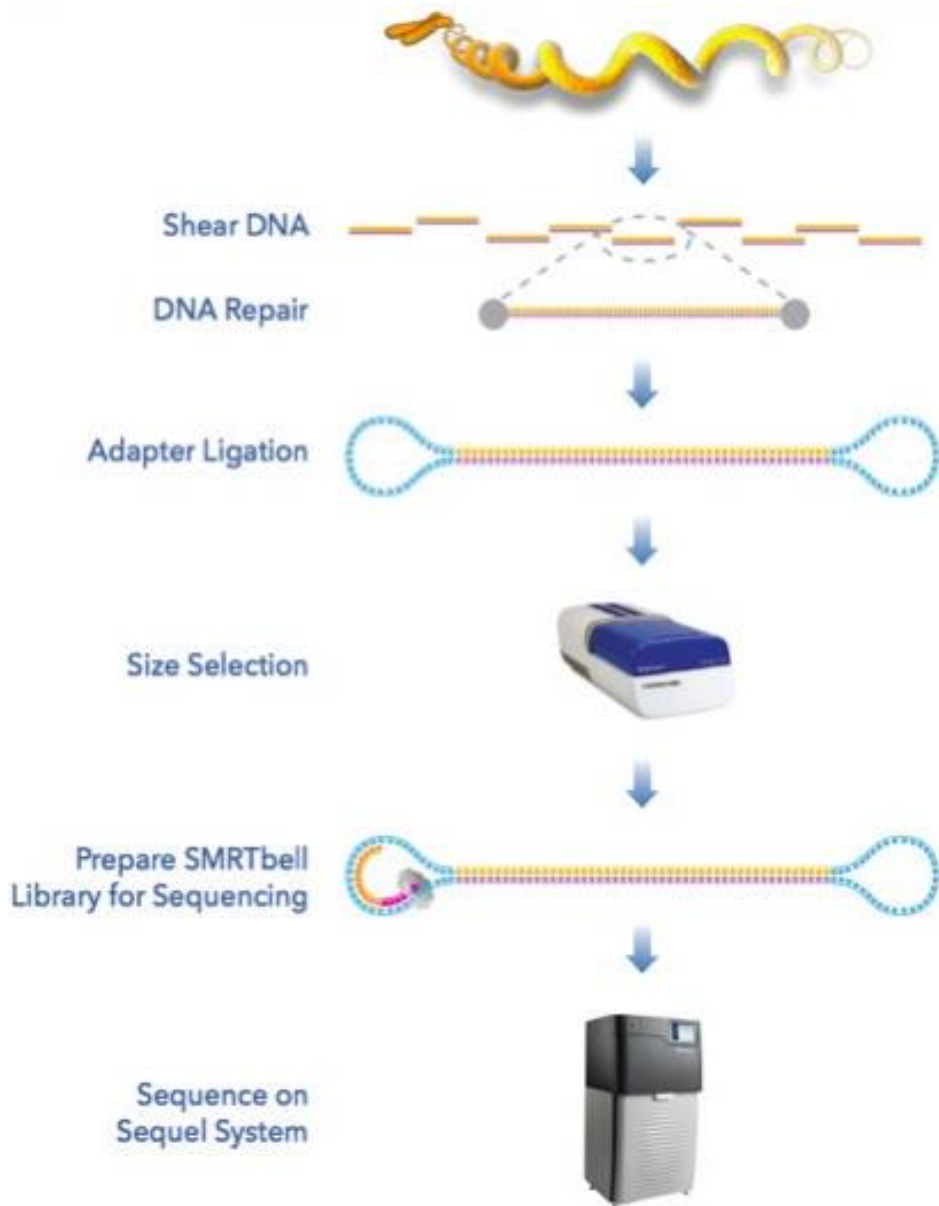 Shear DNA
DNA Repair
Adapter Ligation
Size Selection
Prepare SMRTbell
Library for Sequencing
Sequence on
Sequel System